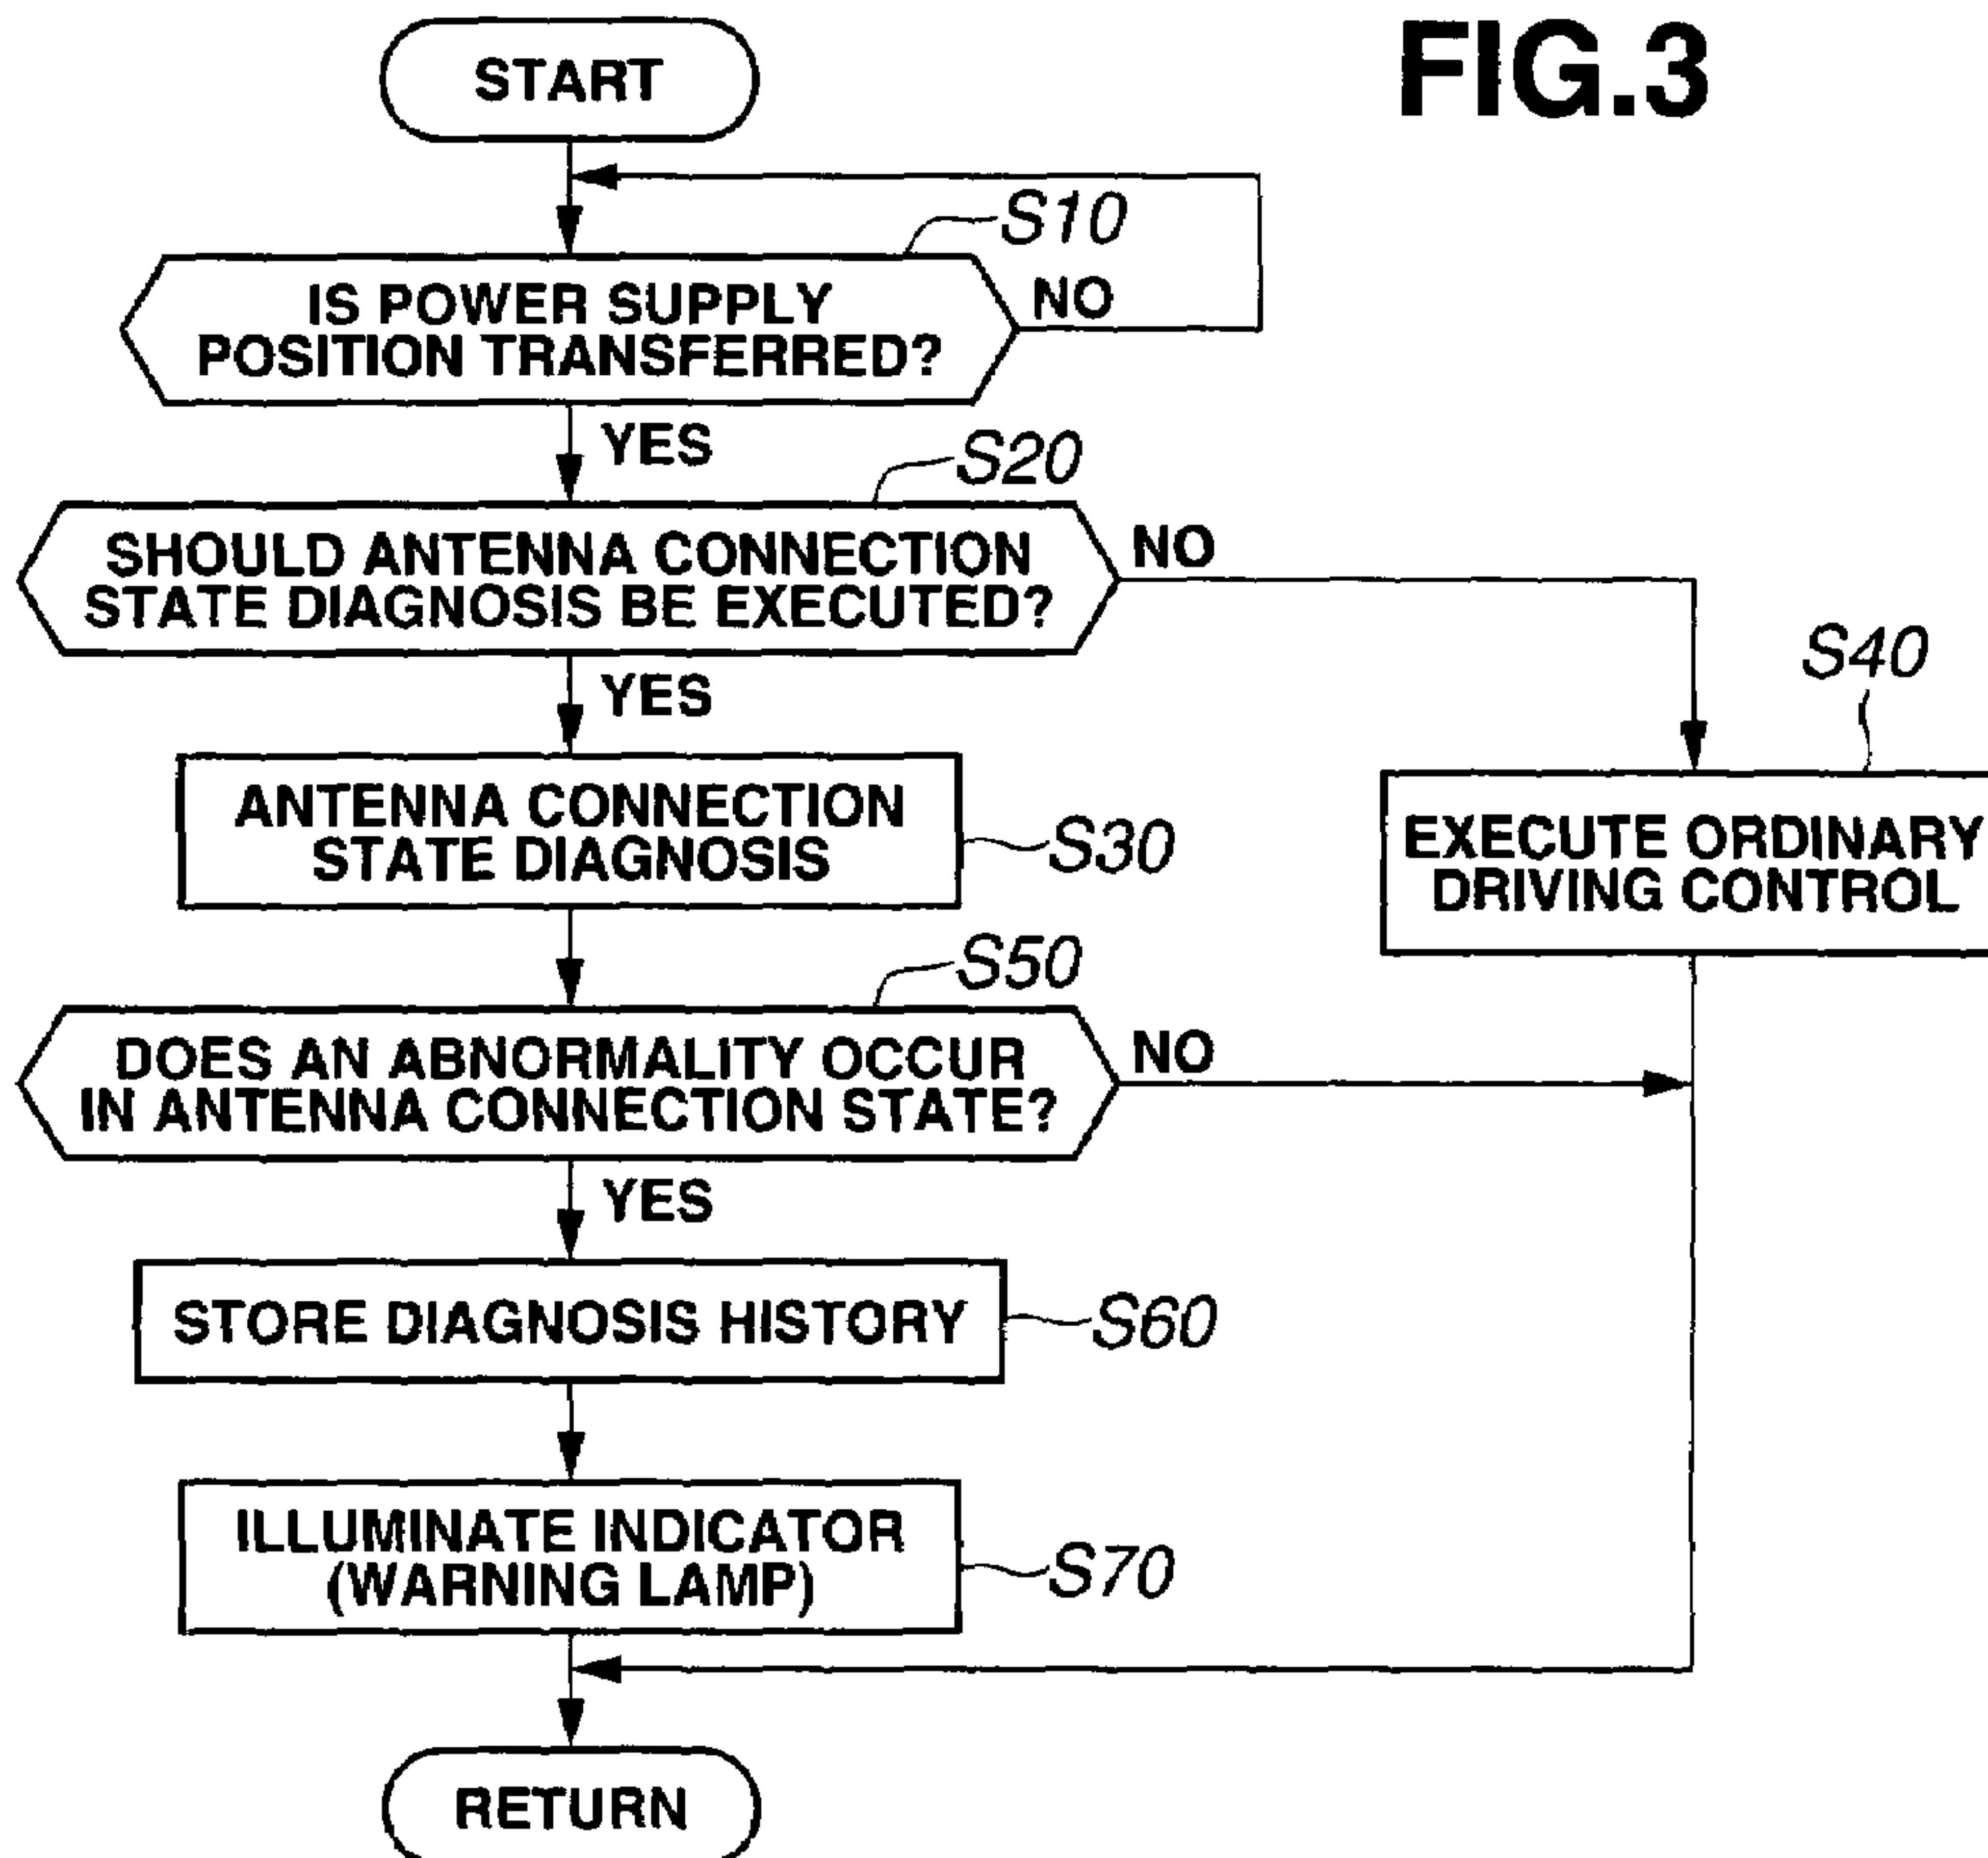 FIG.3
START
S10
IS POWER SUPPLY
POSITION TRANSFERRED?
NO
YES
S20
SHOULD ANTENNA CONNECTION
STATE DIAGNOSIS BE EXECUTED?
NO
YES
S40
ANTENNA CONNECTION
STATE DIAGNOSIS
S30
EXECUTE ORDINARY
DRIVING CONTROL
S50
DOES AN ABNORMALITY OCCUR
IN ANTENNA CONNECTION STATE?
NO
YES
STORE DIAGNOSIS HISTORY
S60
ILLUMINATE INDICATOR
(WARNING LAMP)
S70
RETURN